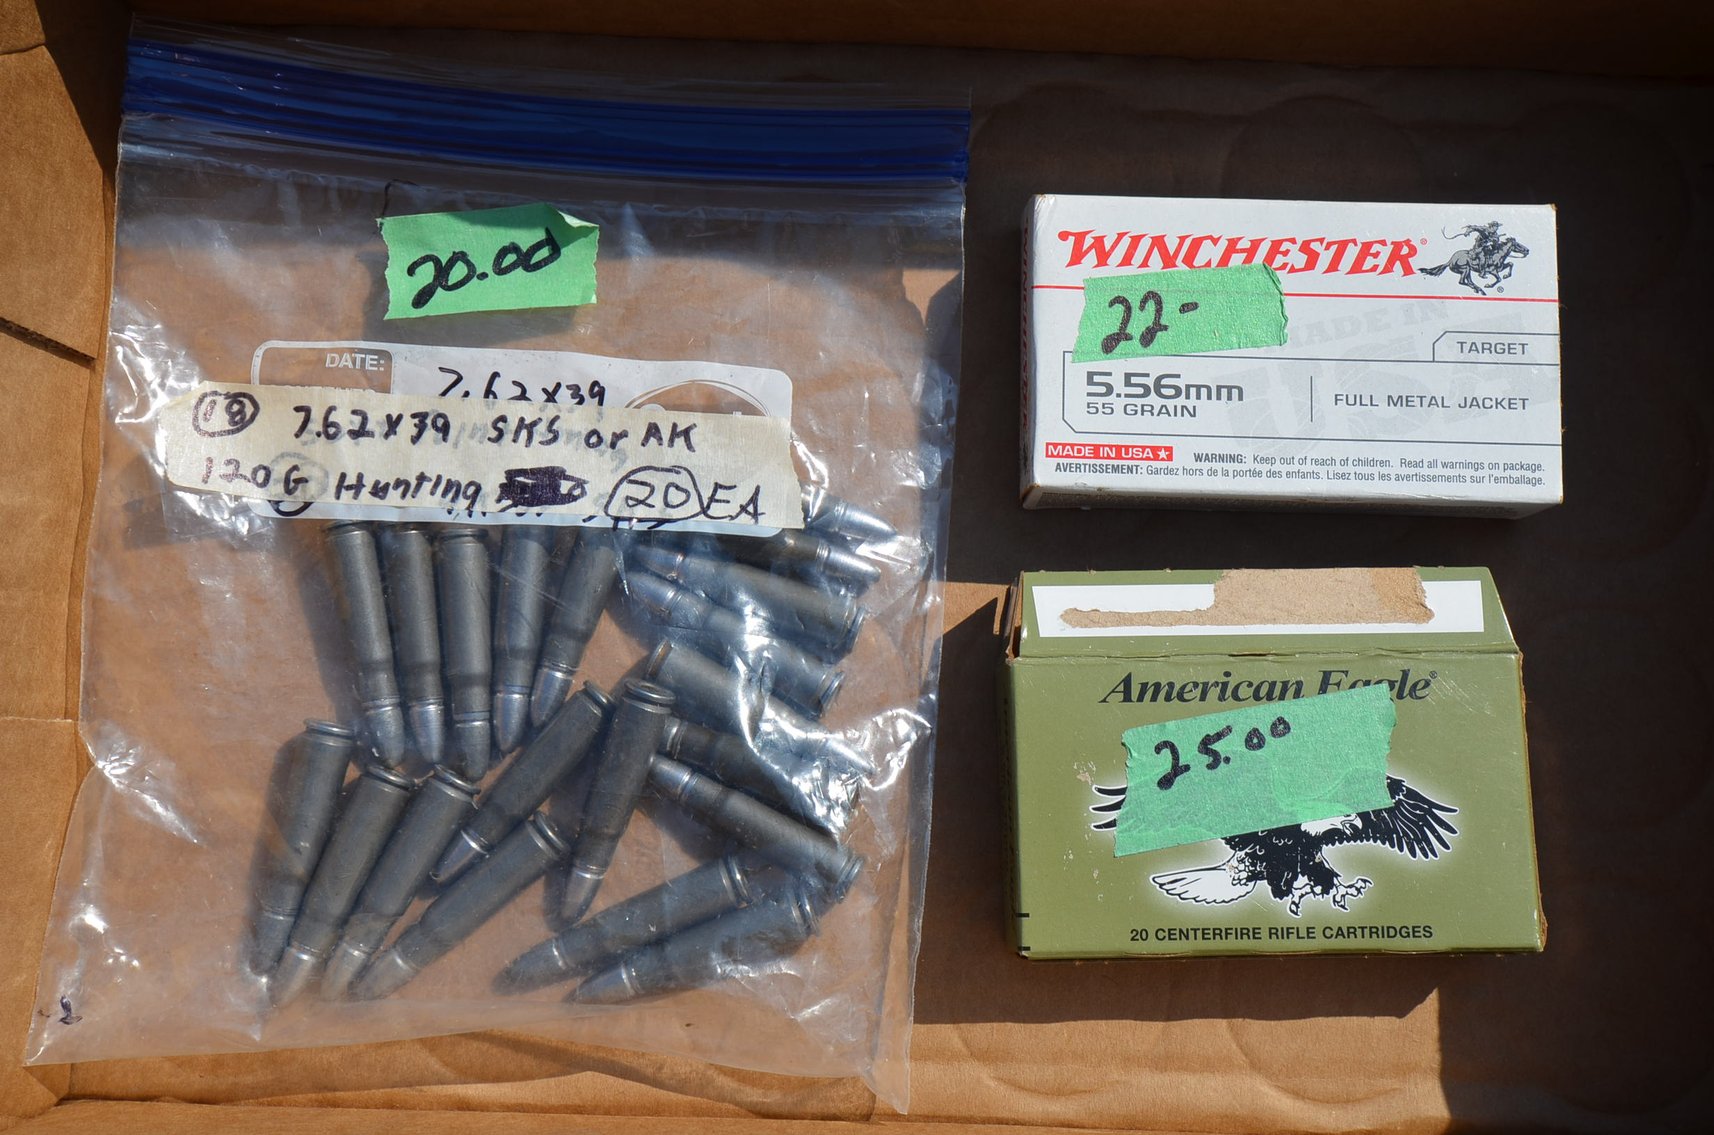 20.00
DATE:
7.62x39
18 7.62x39 SKS or AK
120G Hunting 20 EA
WINCHESTER®
22-
MADE IN
USA
TARGET
5.56mm
55 GRAIN
FULL METAL JACKET
MADE IN USA★
WARNING: Keep out of reach of children. Read all warnings on package.
AVERTISSEMENT: Gardez hors de la portée des enfants. Lisez tous les avertissements sur l'emballage.
American Eagle®
25.00
20 CENTERFIRE RIFLE CARTRIDGES